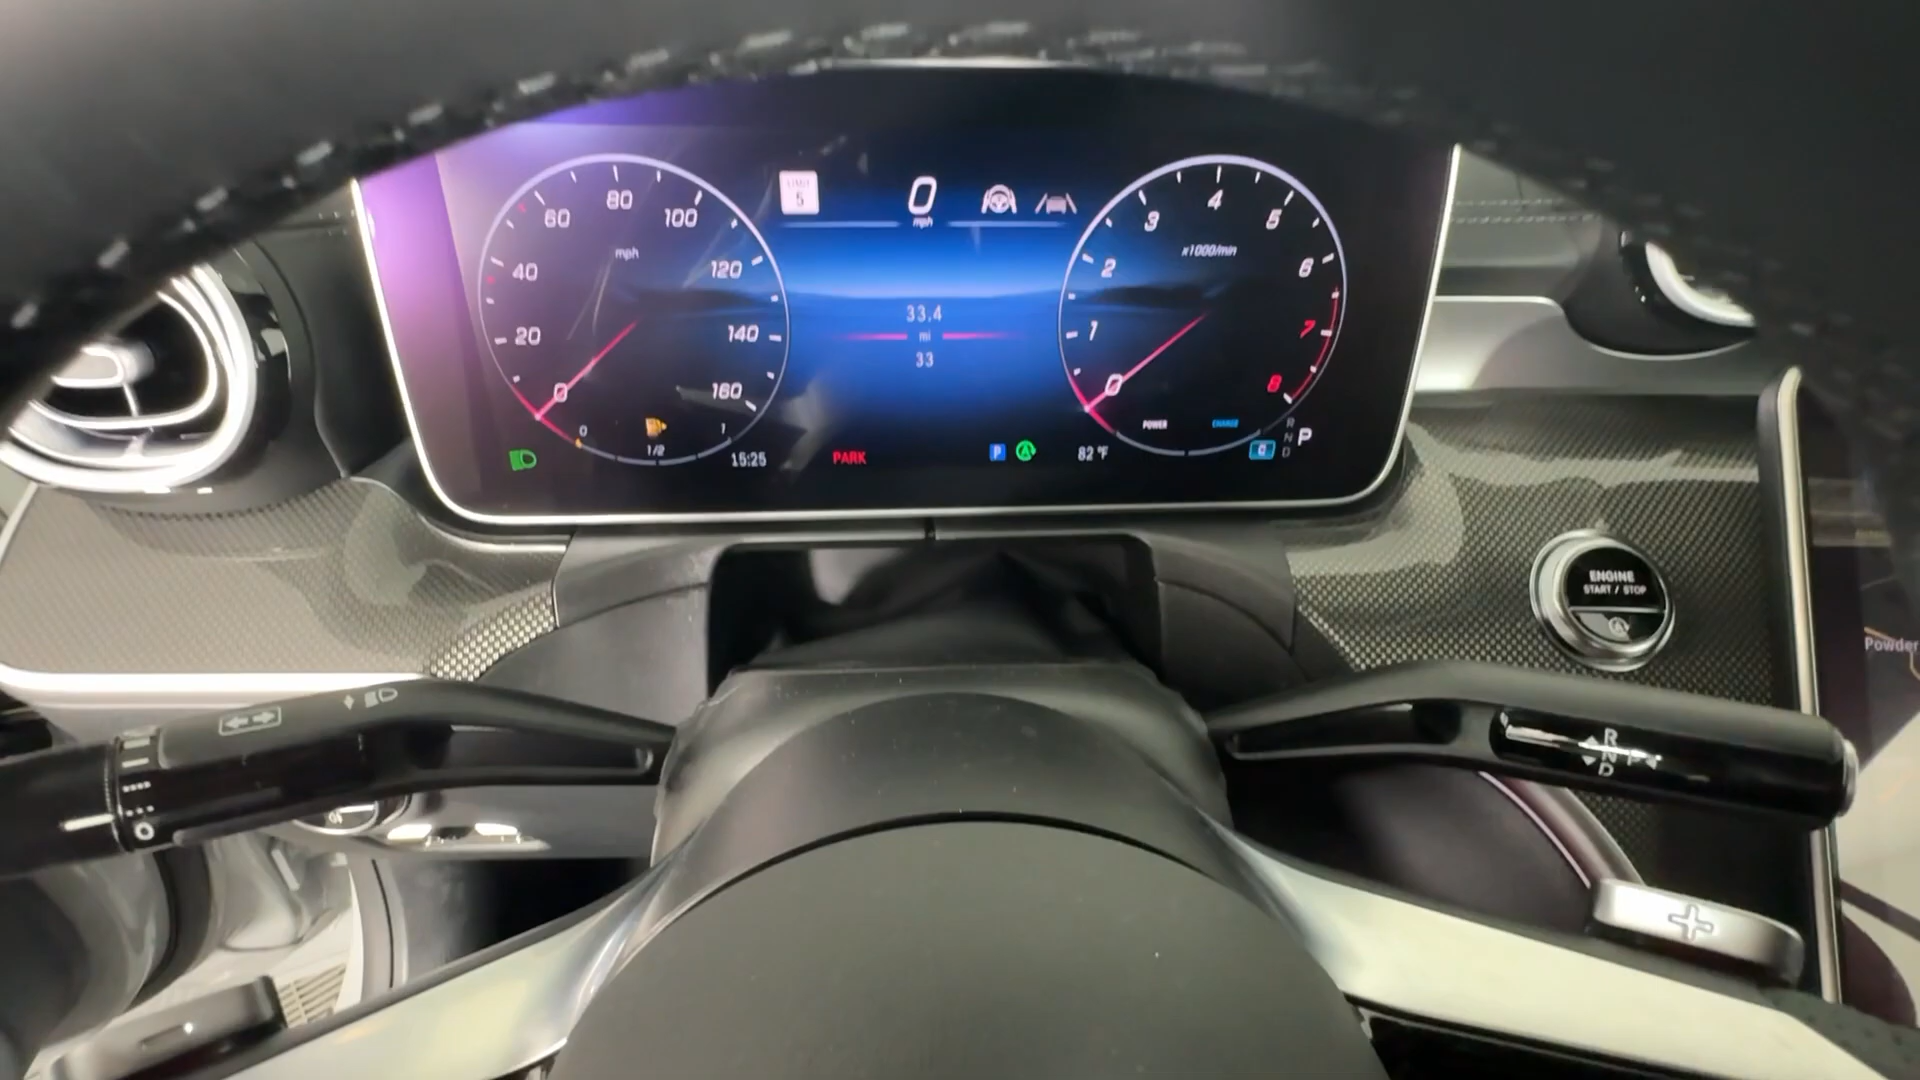 LIMIT
5
0
mph
0
20
40
60
80
100
120
140
160
mph
0
1/2
1
15:25
33.4
mi
33
PARK
P
A
82 °F
0
1
2
3
4
5
6
7
8
x1000/min
POWER
CHARGE
C
R
N
D
P
ENGINE
START / STOP
A
Powder
R
N
D
P